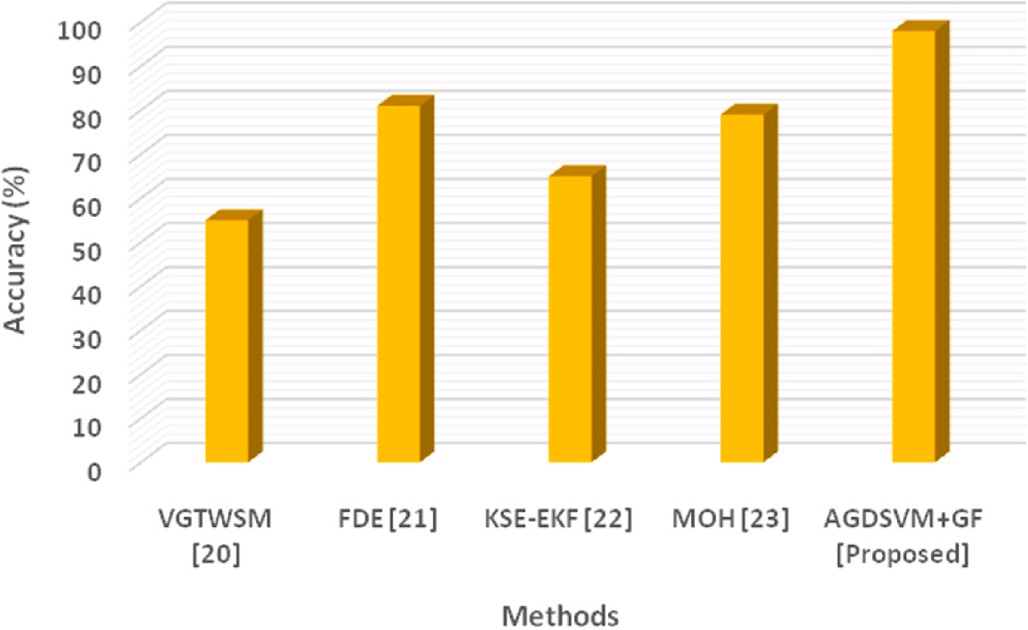 Accuracy (%)
100
90
80
70
60
50
40
30
20
10
0
VGTWSM
[20]
FDE [21]
KSE-EKF [22]
MOH [23]
AGDSVM+GF
[Proposed]
Methods